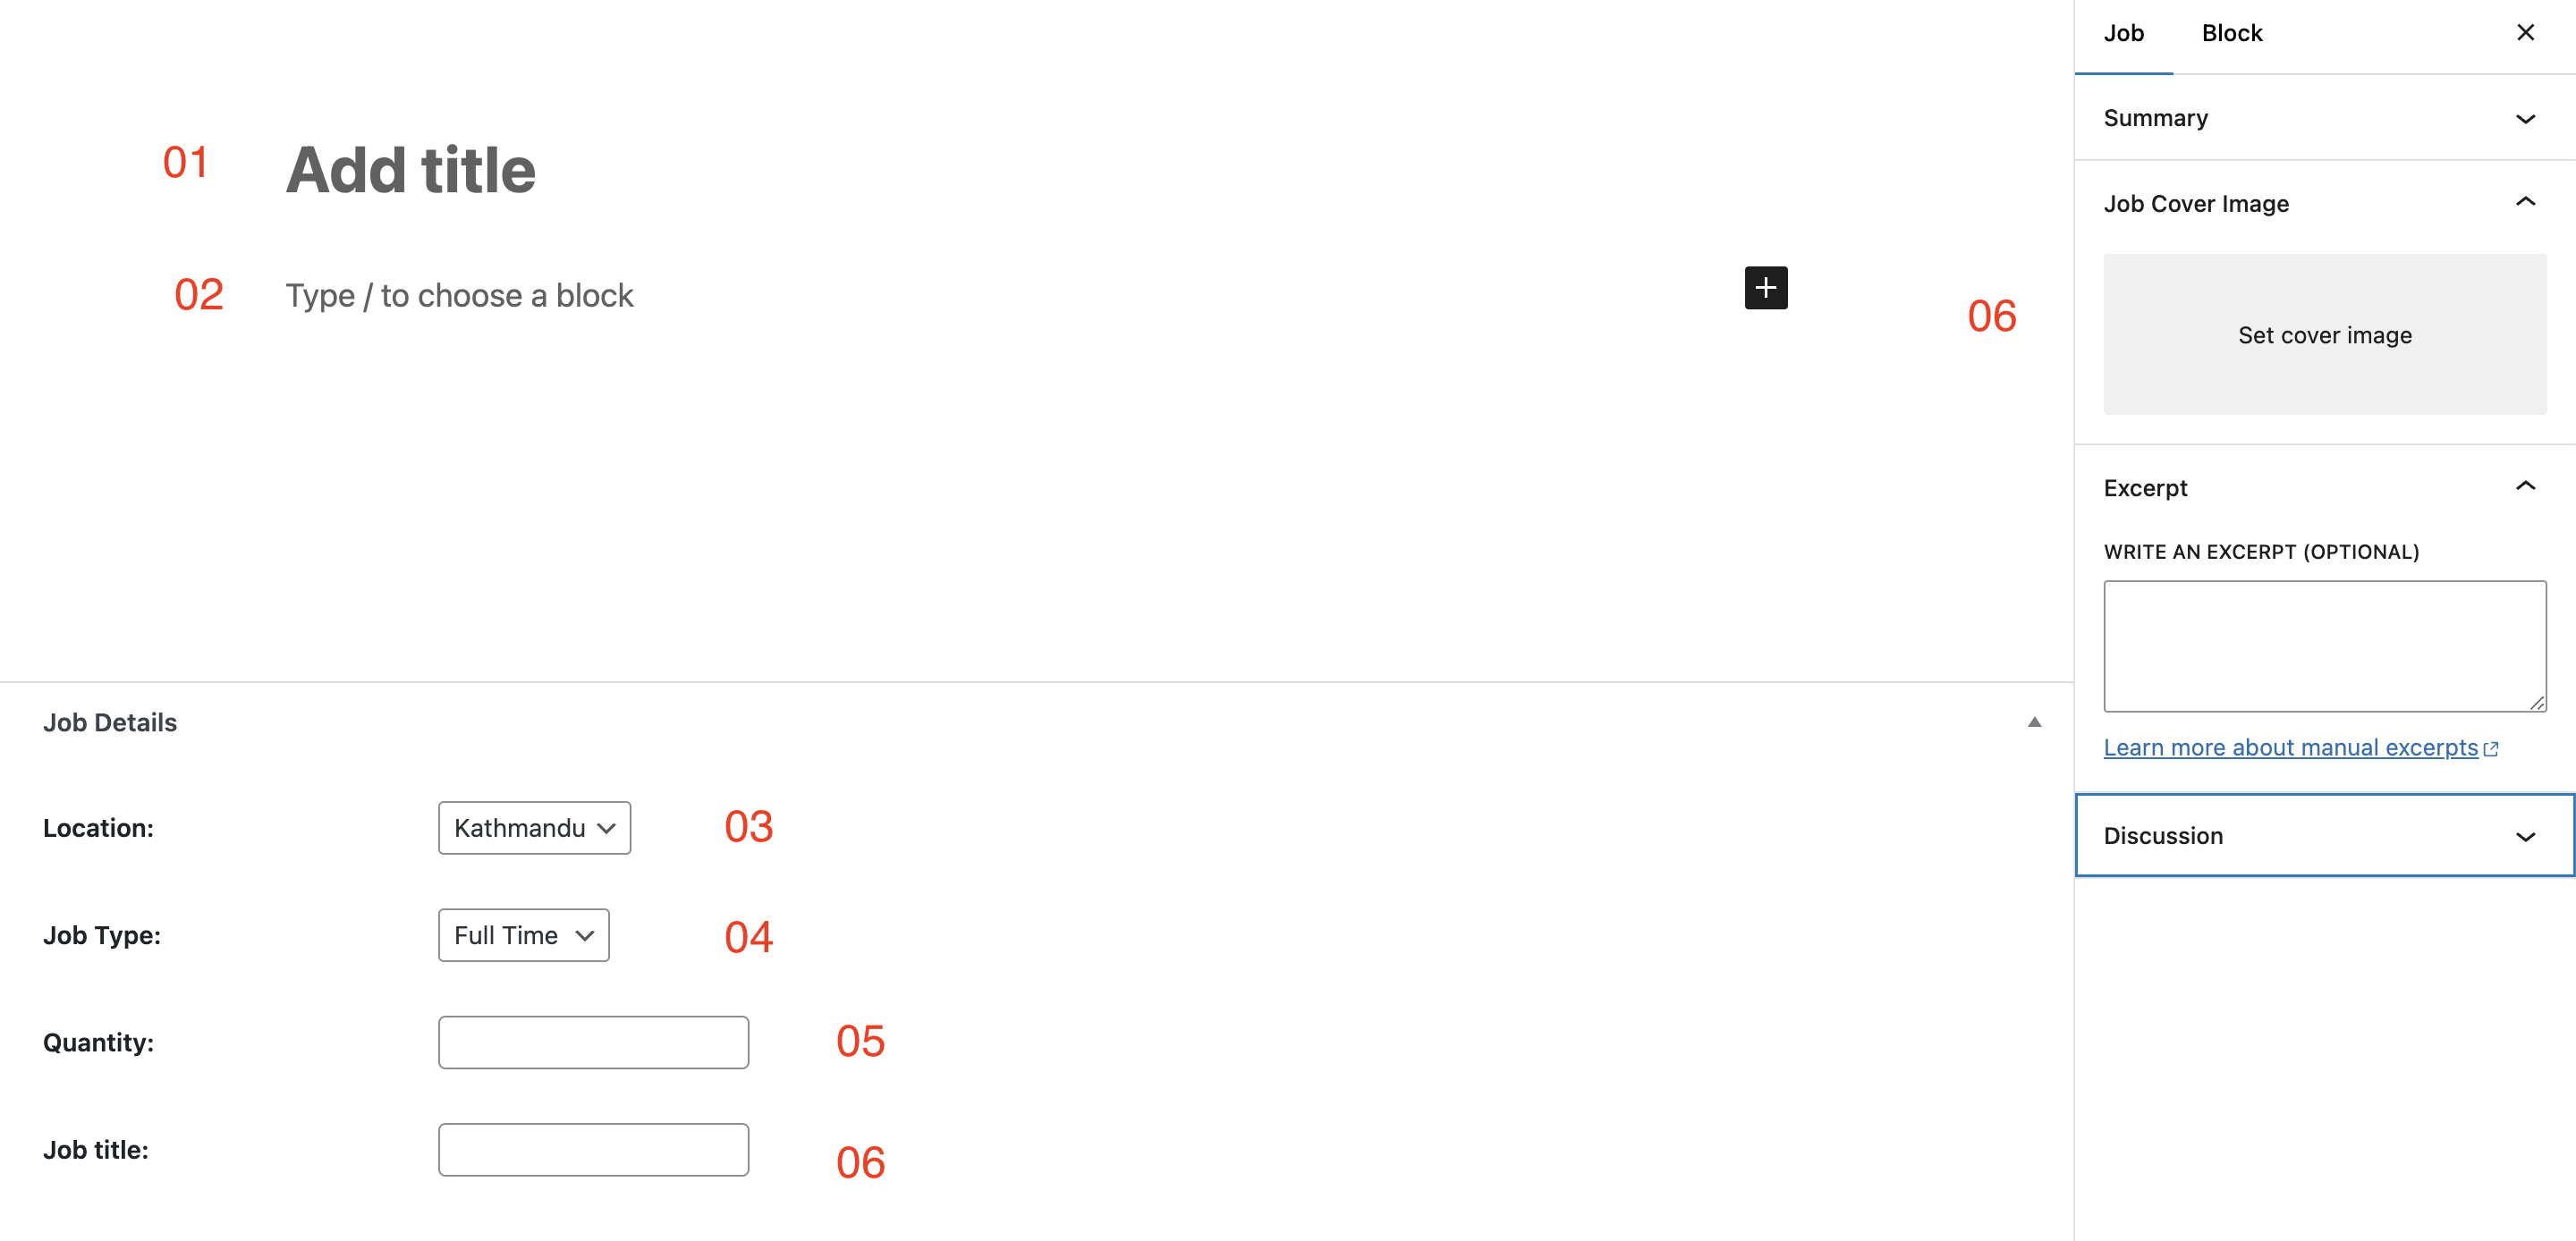 Job Block
Summary
01 Add title
Job Cover Image
02 Type / to choose a block
06
Set cover image
Excerpt
WRITE AN EXCERPT (OPTIONAL)
Learn more about manual excerpts
Job Details
Location: Kathmandu 03
Discussion
Job Type: Full Time 04
Quantity: 05
Job title: 06